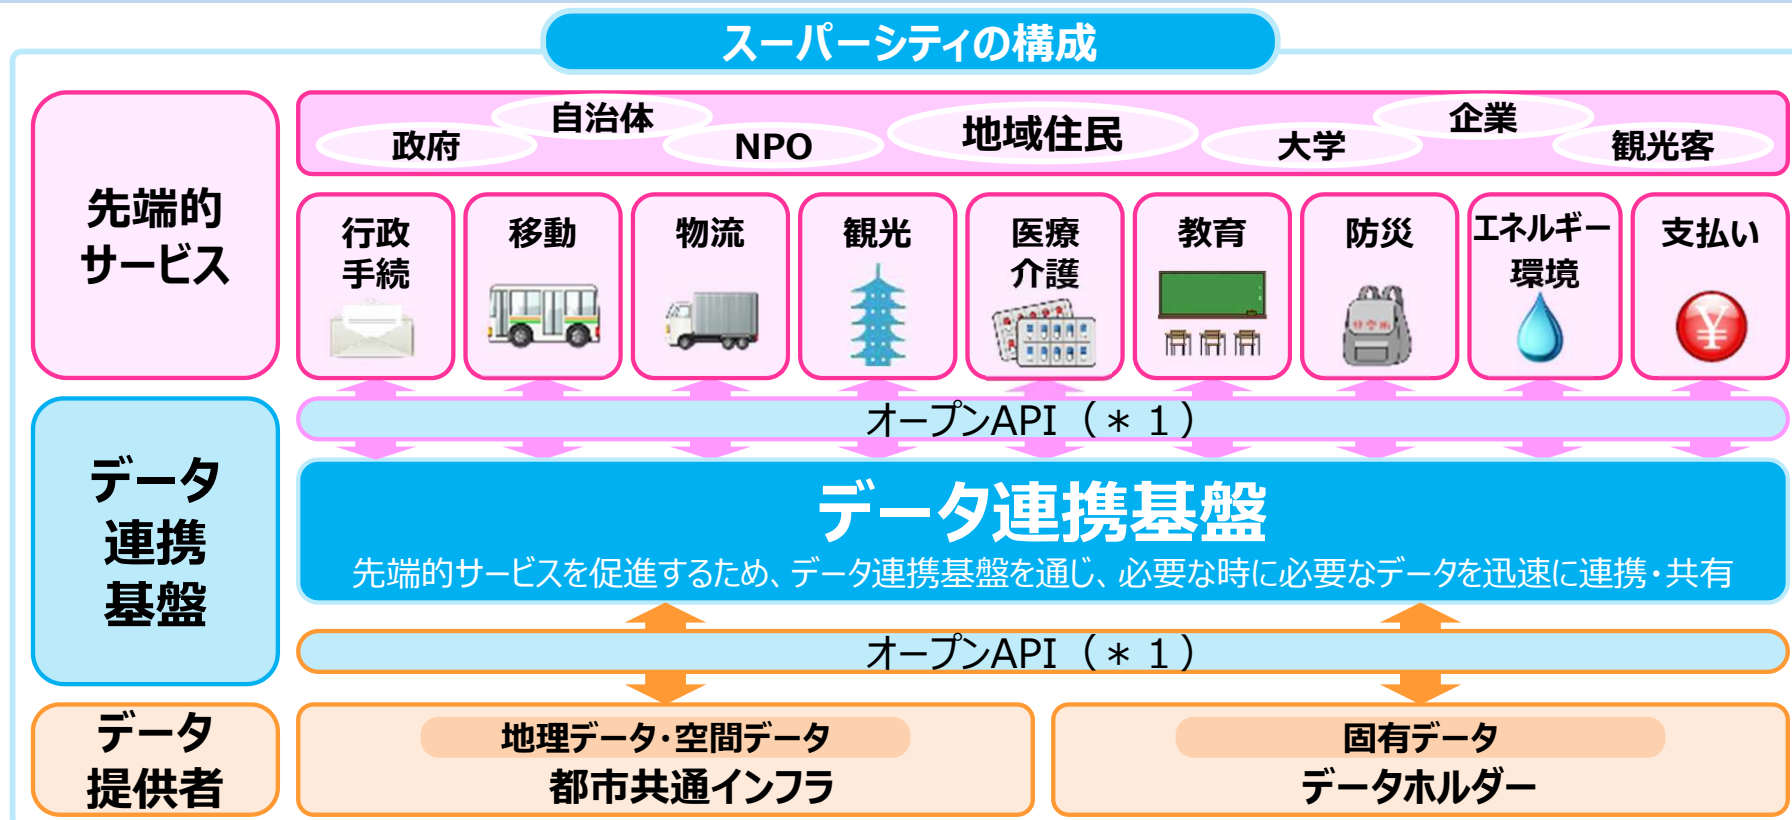 スーパーシティの構成
先端的
サービス
政府
自治体
NPO
地域住民
大学
企業
観光客
行政
手続
移動
物流
観光
医療
介護
教育
防災
エネルギー
環境
支払い
データ
連携
基盤
オープンAPI（＊１）
データ連携基盤
先端的サービスを促進するため、データ連携基盤を通じ、必要な時に必要なデータを迅速に連携・共有
オープンAPI（＊１）
データ
提供者
地理データ・空間データ
都市共通インフラ
固有データ
データホルダー